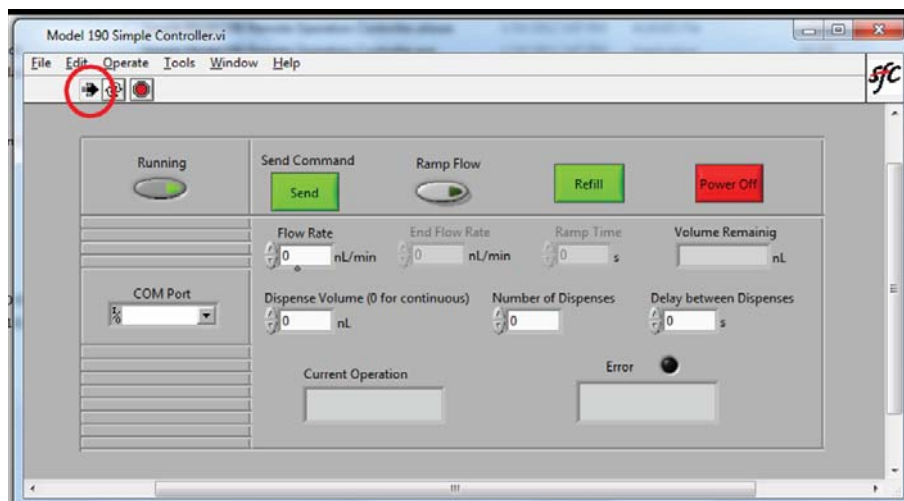 Model 190 Simple Controller.vi
File Edit Operate Tools Window Help
sfc
Running
Send Command
Ramp Flow
Send
Refill
Power Off
Flow Rate
End Flow Rate
Ramp Time
Volume Remainig
0 nL/min
0 nL/min
0 s
nL
COM Port
Dispense Volume (0 for continuous)
Number of Dispenses
Delay between Dispenses
0 nL
0
0 s
Current Operation
Error